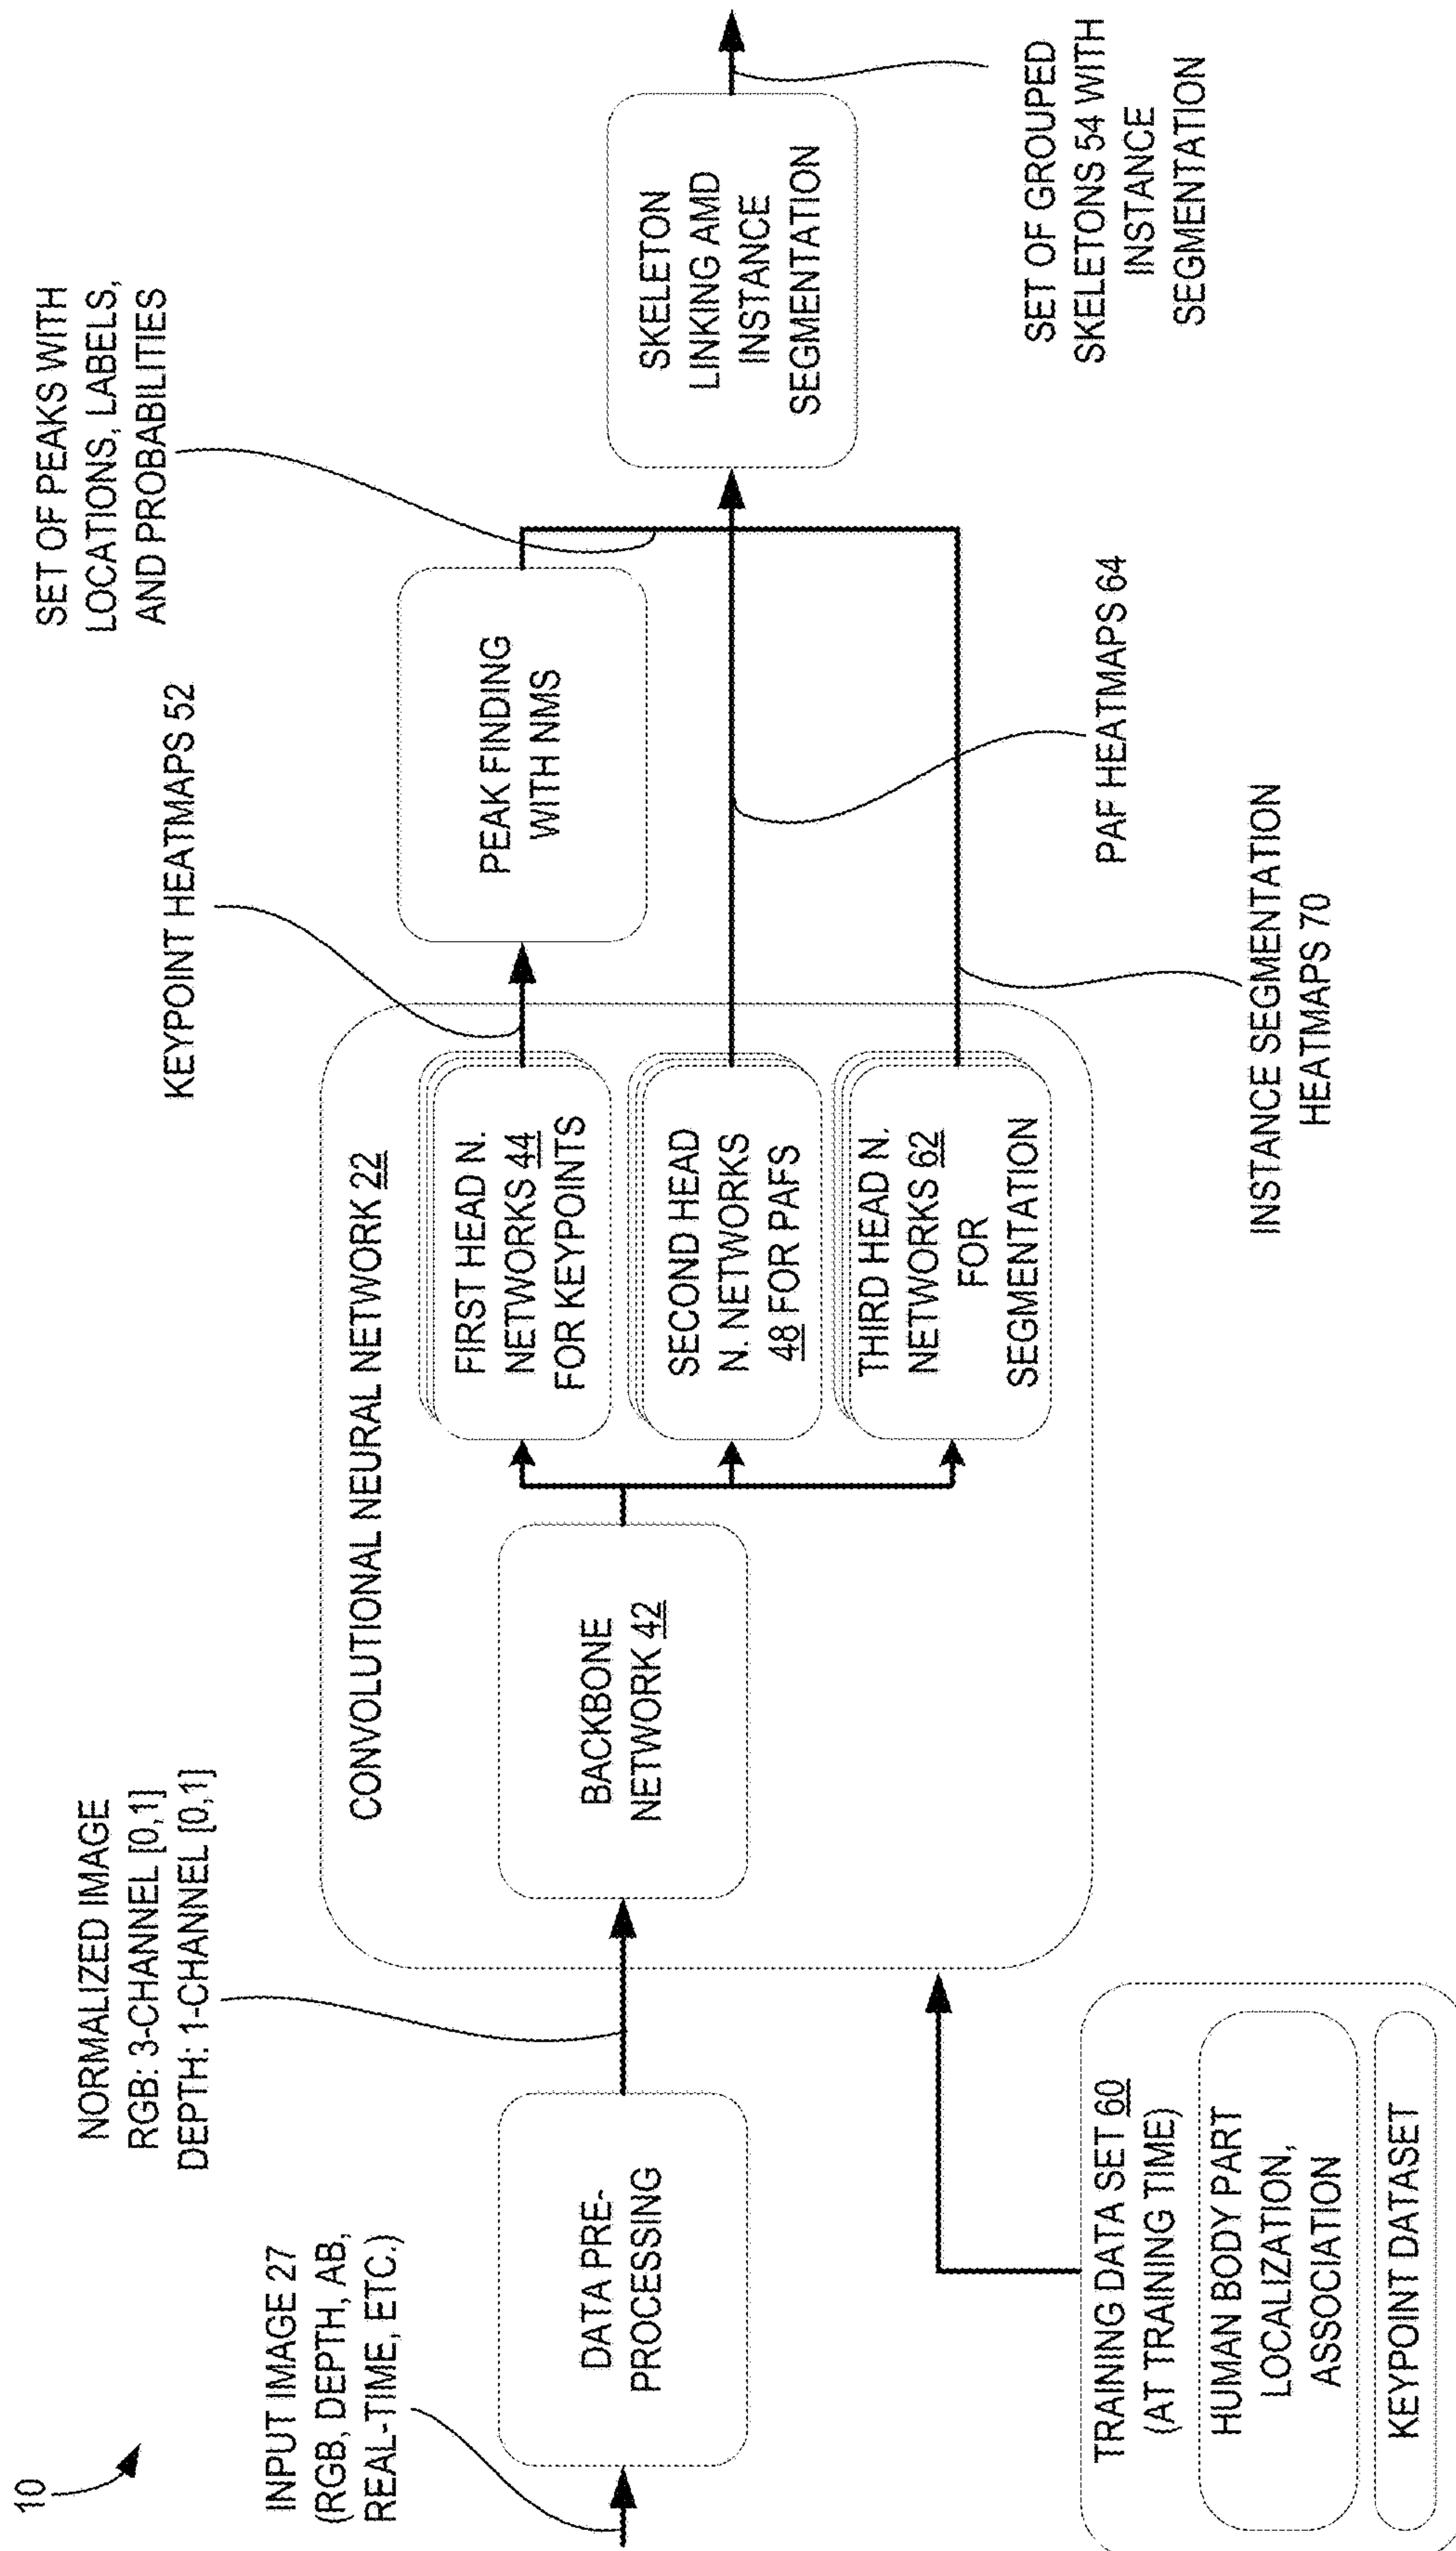 10
INPUT IMAGE 27
(RGB, DEPTH, AB,
REAL-TIME, ETC.)
DATA PRE-
PROCESSING
NORMALIZED IMAGE
RGB: 3-CHANNEL [0,1]
DEPTH: 1-CHANNEL [0,1]
TRAINING DATA SET 60
(AT TRAINING TIME)
HUMAN BODY PART
LOCALIZATION,
ASSOCIATION
KEYPOINT DATASET
CONVOLUTIONAL NEURAL NETWORK 22
BACKBONE
NETWORK 42
FIRST HEAD N.
NETWORKS 44
FOR KEYPOINTS
SECOND HEAD
N. NETWORKS
48 FOR PAFS
THIRD HEAD N.
NETWORKS 62
FOR
SEGMENTATION
KEYPOINT HEATMAPS 52
PEAK FINDING
WITH NMS
SET OF PEAKS WITH
LOCATIONS, LABELS,
AND PROBABILITIES
PAF HEATMAPS 64
INSTANCE SEGMENTATION
HEATMAPS 70
SKELETON
LINKING AMD
INSTANCE
SEGMENTATION
SET OF GROUPED
SKELETONS 54 WITH
INSTANCE
SEGMENTATION